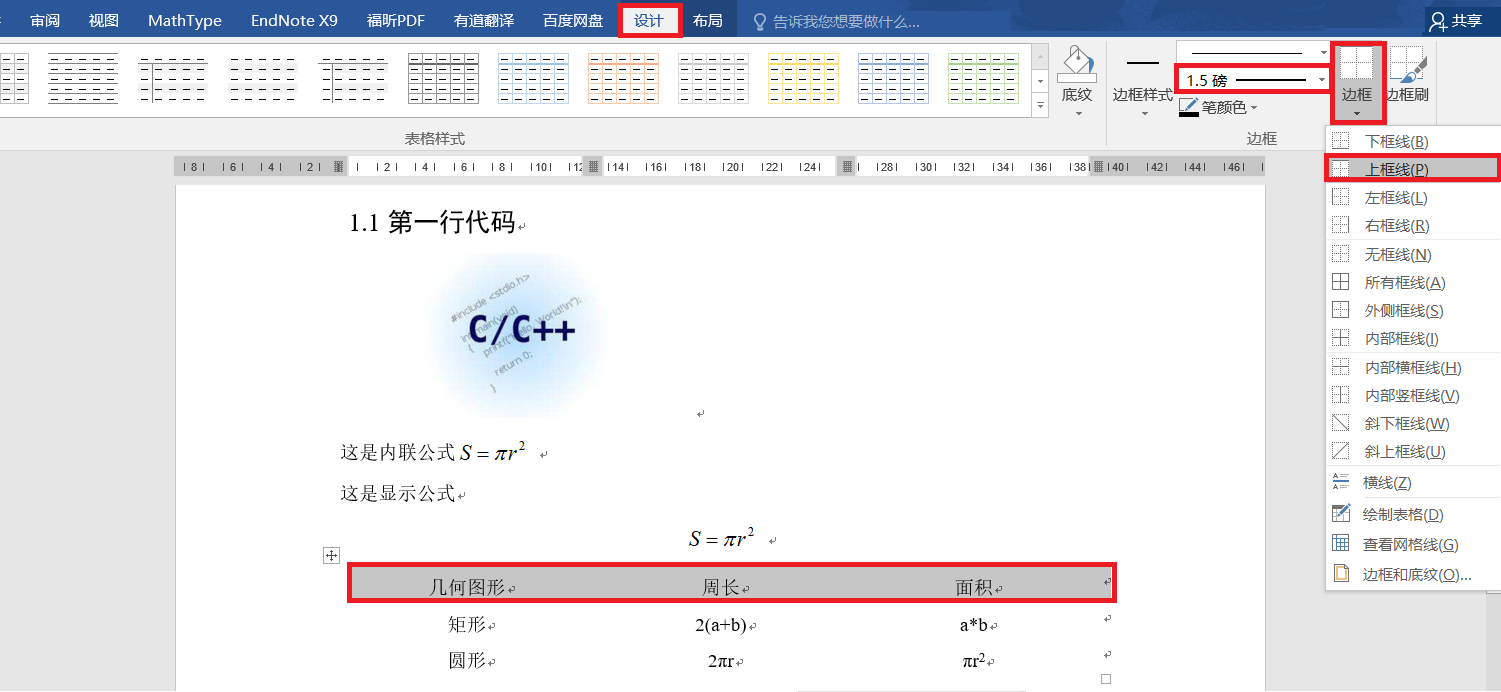 审阅 视图 MathType EndNote X9 福昕PDF 有道翻译 百度网盘 设计 布局 告诉我您想要做什么... 共享
底纹 边框样式 1.5 磅 笔颜色 边框 边框刷
表格样式 边框
8 6 4 2 2 4 6 8 10 12 14 16 18 20 22 24 28 30 32 34 36 38 40 42 44 46
下框线(B)
上框线(P)
左框线(L)
右框线(R)
无框线(N)
所有框线(A)
外侧框线(S)
内部框线(I)
内部横框线(H)
内部竖框线(V)
斜下框线(W)
斜上框线(U)
横线(Z)
绘制表格(D)
查看网格线(G)
边框和底纹(O)...
1.1 第一行代码
#include <stdio.h>
int main(void)
{
printf("Hello, World!\n");
return 0;
}
C/C++
这是内联公式 S = πr²
这是显示公式
S = πr²
几何图形 周长 面积
矩形 2(a+b) a*b
圆形 2πr πr²